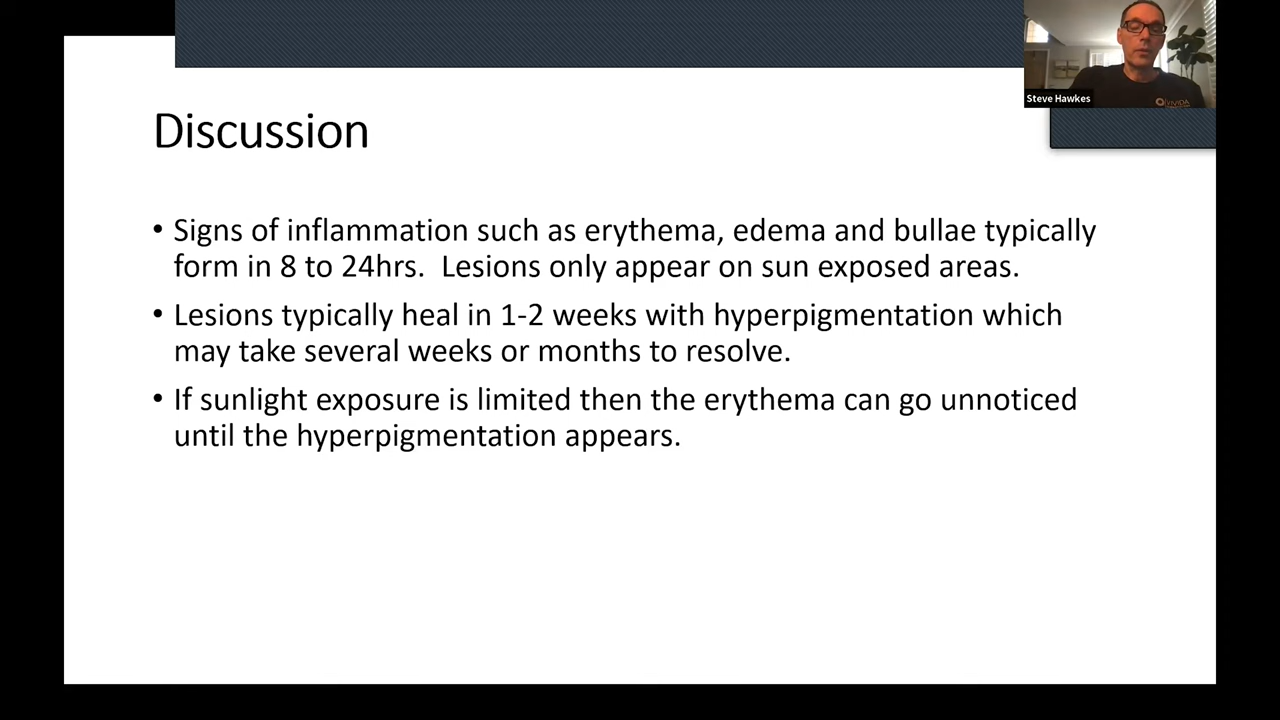 Steve Hawkes
VIVIDA
Discussion
• Signs of inflammation such as erythema, edema and bullae typically
form in 8 to 24hrs.  Lesions only appear on sun exposed areas.
• Lesions typically heal in 1-2 weeks with hyperpigmentation which
may take several weeks or months to resolve.
• If sunlight exposure is limited then the erythema can go unnoticed
until the hyperpigmentation appears.